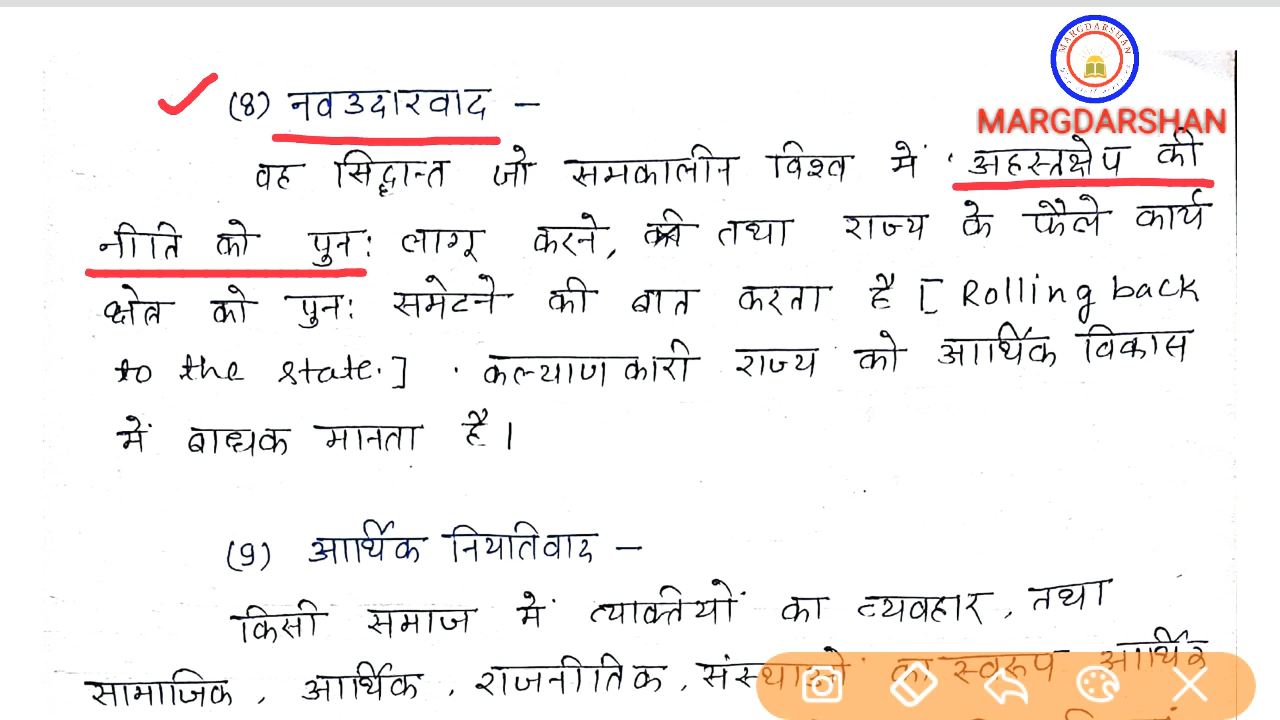 MARGDARSHAN
MARGDARSHAN
(8) नवउदारवाद –
वह सिद्धान्त जो समकालीन विश्व में 'अहस्तक्षेप की
नीति को पुनः लागू करने, तथा राज्य के फैले कार्य
क्षेत्र को पुनः समेटने की बात करता है [ Rolling back
to the state.] . कल्याणकारी राज्य को आर्थिक विकास
में बाधक मानता है।
(9) आर्थिक नियतिवाद –
किसी समाज में व्यक्तियों का व्यवहार, तथा
सामाजिक, आर्थिक, राजनीतिक, संस्थाओं का स्वरूप आर्थिक